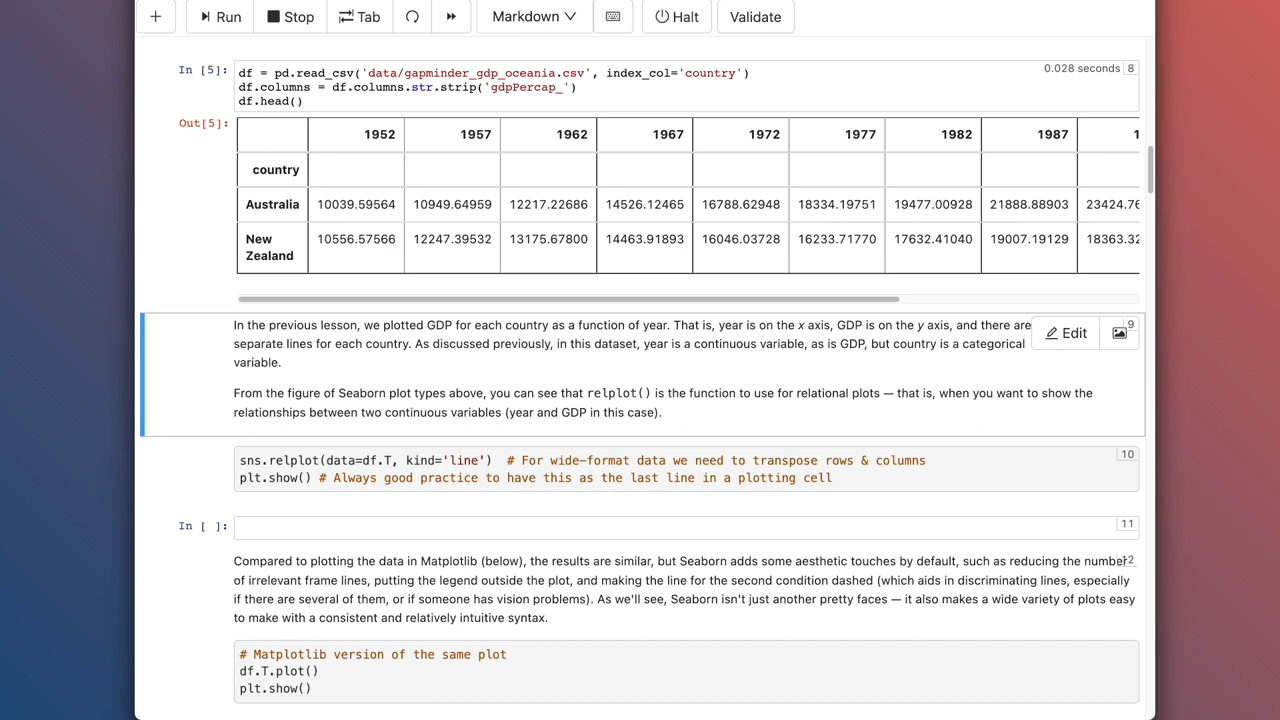 Run Stop Tab Markdown Halt Validate
In [5]: df = pd.read_csv('data/gapminder_gdp_oceania.csv', index_col='country') 0.028 seconds 8
df.columns = df.columns.str.strip('gdpPercap_')
df.head()
Out[5]:
1952 1957 1962 1967 1972 1977 1982 1987 1
country
Australia 10039.59564 10949.64959 12217.22686 14526.12465 16788.62948 18334.19751 19477.00928 21888.88903 23424.76
New Zealand 10556.57566 12247.39532 13175.67800 14463.91893 16046.03728 16233.71770 17632.41040 19007.19129 18363.32
In the previous lesson, we plotted GDP for each country as a function of year. That is, year is on the x axis, GDP is on the y axis, and there are
Edit 9
separate lines for each country. As discussed previously, in this dataset, year is a continuous variable, as is GDP, but country is a categorical
variable.
From the figure of Seaborn plot types above, you can see that relplot() is the function to use for relational plots — that is, when you want to show the
relationships between two continuous variables (year and GDP in this case).
sns.relplot(data=df.T, kind='line')  # For wide-format data we need to transpose rows & columns 10
plt.show() # Always good practice to have this as the last line in a plotting cell
In [ ]: 11
Compared to plotting the data in Matplotlib (below), the results are similar, but Seaborn adds some aesthetic touches by default, such as reducing the number 12
of irrelevant frame lines, putting the legend outside the plot, and making the line for the second condition dashed (which aids in discriminating lines, especially
if there are several of them, or if someone has vision problems). As we'll see, Seaborn isn't just another pretty faces — it also makes a wide variety of plots easy
to make with a consistent and relatively intuitive syntax.
# Matplotlib version of the same plot
df.T.plot()
plt.show()